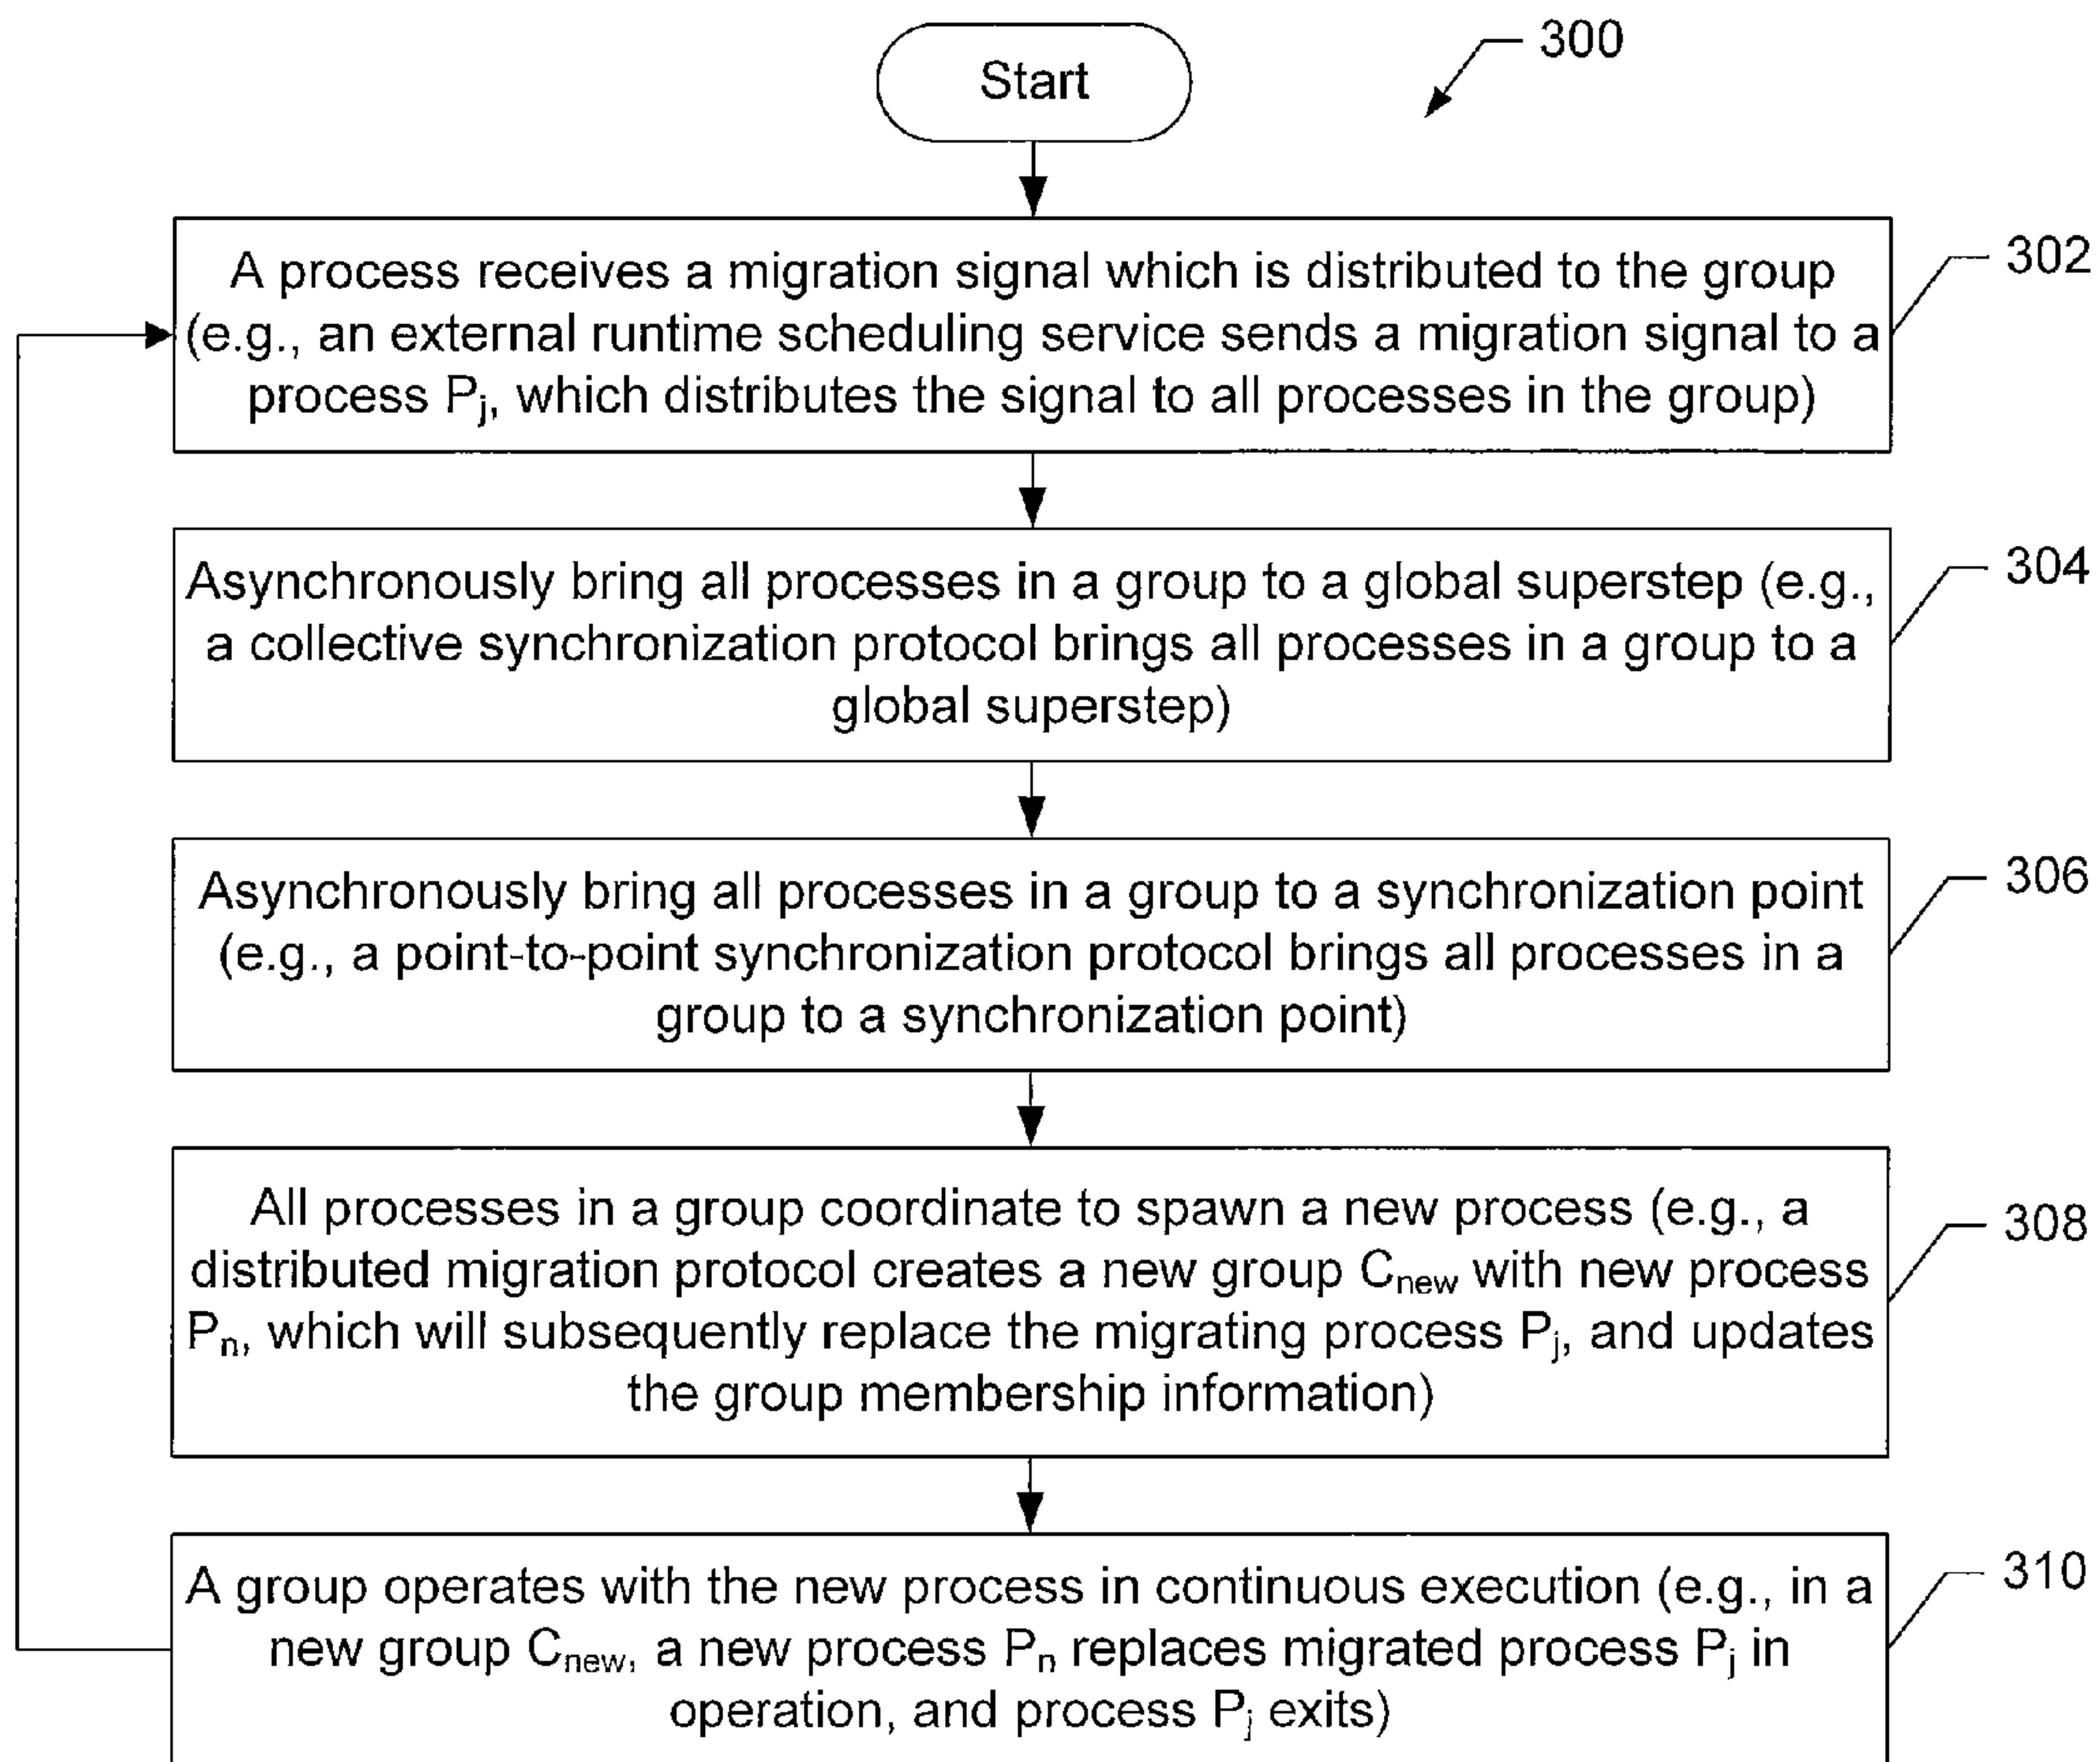 Start
300
A process receives a migration signal which is distributed to the group
(e.g., an external runtime scheduling service sends a migration signal to a
process Pj, which distributes the signal to all processes in the group)
302
Asynchronously bring all processes in a group to a global superstep (e.g.,
a collective synchronization protocol brings all processes in a group to a
global superstep)
304
Asynchronously bring all processes in a group to a synchronization point
(e.g., a point-to-point synchronization protocol brings all processes in a
group to a synchronization point)
306
All processes in a group coordinate to spawn a new process (e.g., a
distributed migration protocol creates a new group Cnew with new process
Pn, which will subsequently replace the migrating process Pj, and updates
the group membership information)
308
A group operates with the new process in continuous execution (e.g., in a
new group Cnew, a new process Pn replaces migrated process Pj in
operation, and process Pj exits)
310